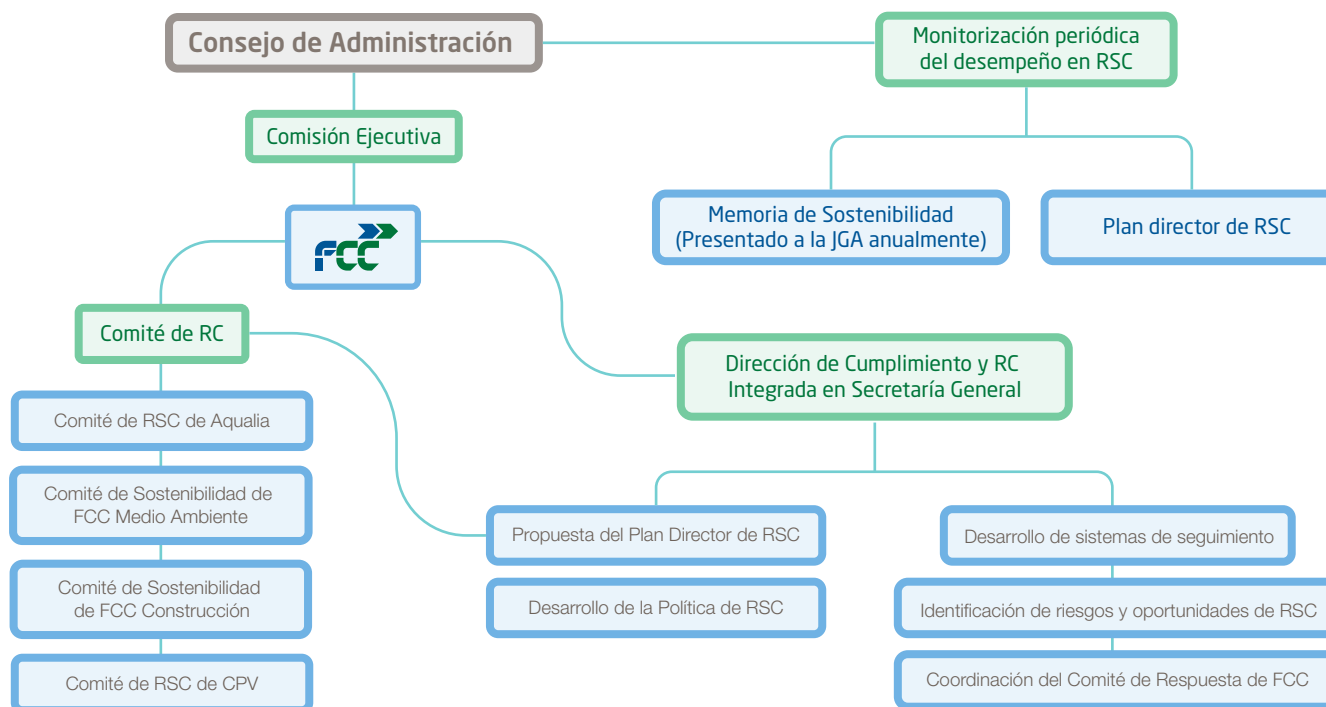 Consejo de Administración
Monitorización periódica
del desempeño en RSC
Comisión Ejecutiva
Memoria de Sostenibilidad
(Presentado a la JGA anualmente)
Plan director de RSC
FCC
Comité de RC
Dirección de Cumplimiento y RC
Integrada en Secretaría General
Comité de RSC de Aqualia
Comité de Sostenibilidad de
FCC Medio Ambiente
Comité de Sostenibilidad
de FCC Construcción
Comité de RSC de CPV
Propuesta del Plan Director de RSC
Desarrollo de la Política de RSC
Desarrollo de sistemas de seguimiento
Identificación de riesgos y oportunidades de RSC
Coordinación del Comité de Respuesta de FCC